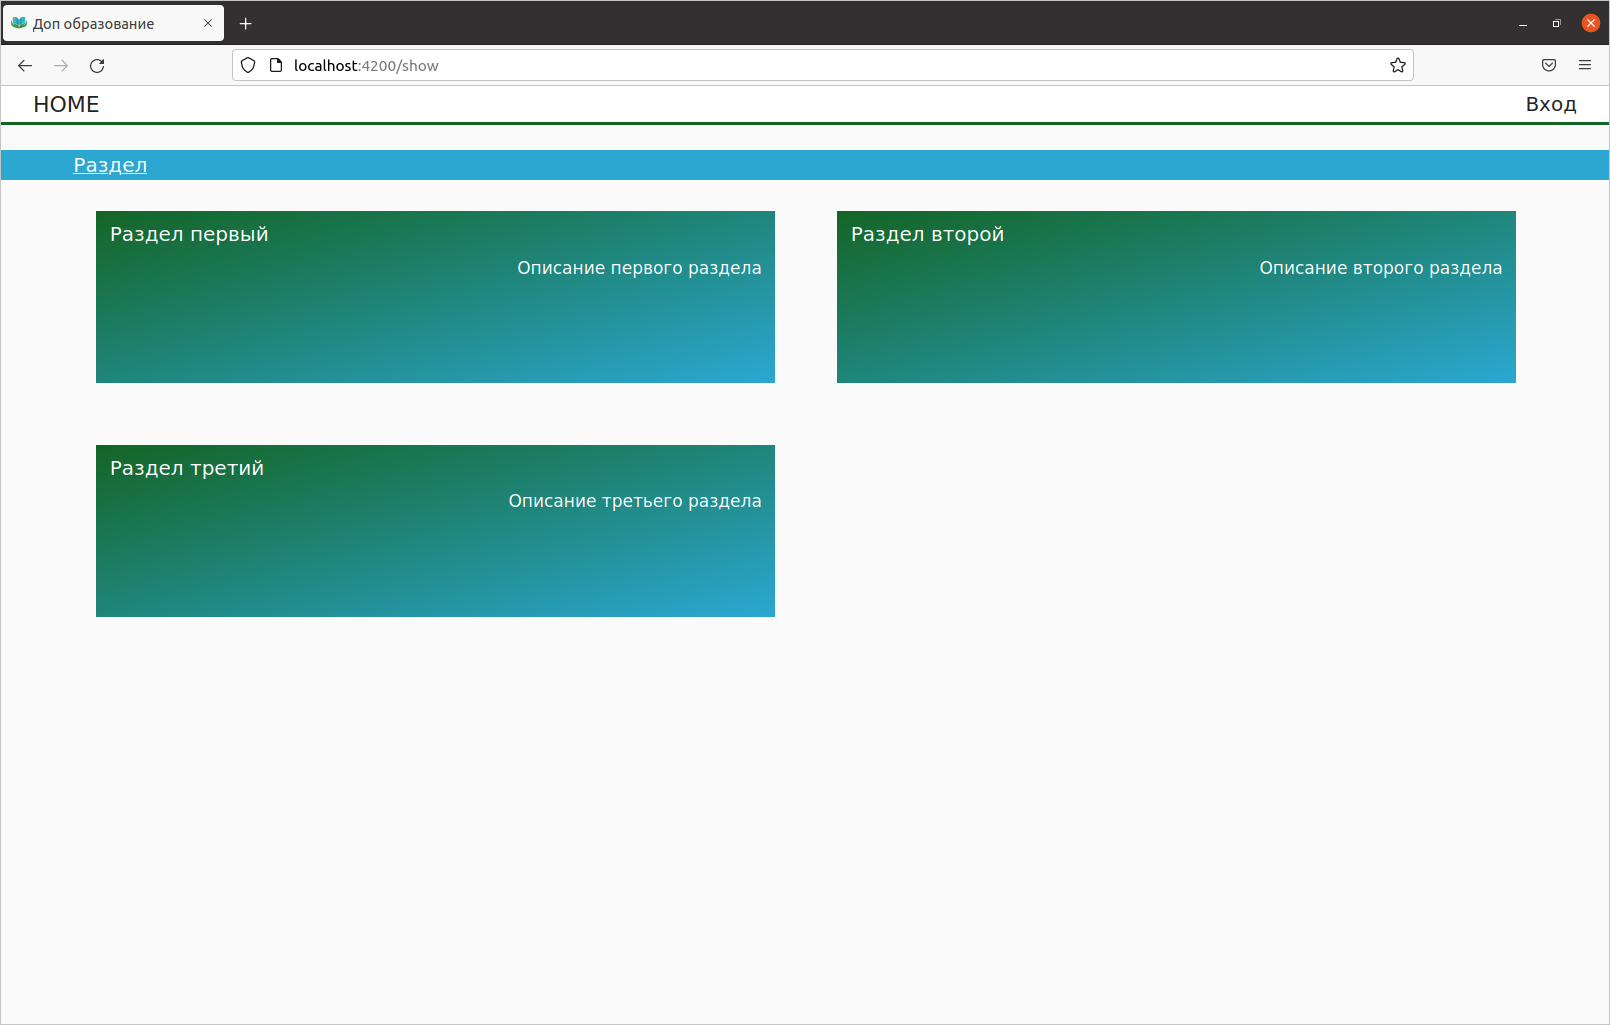 Доп образование
localhost:4200/show
HOME
Вход
Раздел
Раздел первый
Описание первого раздела
Раздел второй
Описание второго раздела
Раздел третий
Описание третьего раздела